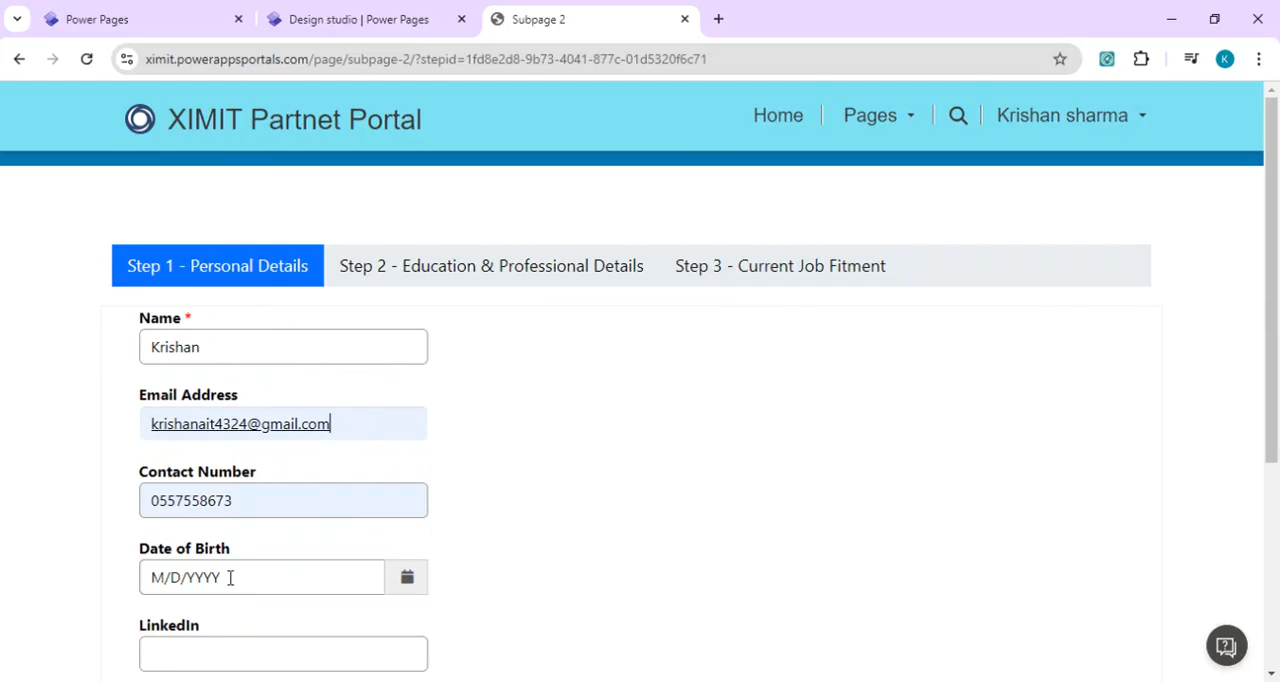 Power Pages
Design studio | Power Pages
Subpage 2
ximit.powerappsportals.com/page/subpage-2/?stepid=1fd8e2d8-9b73-4041-877c-01d5320f6c71
K
XIMIT Partnet Portal
Home
Pages
Krishan sharma
Step 1 - Personal Details
Step 2 - Education & Professional Details
Step 3 - Current Job Fitment
Name *
Krishan
Email Address
krishanait4324@gmail.com
Contact Number
0557558673
Date of Birth
M/D/YYYY
LinkedIn